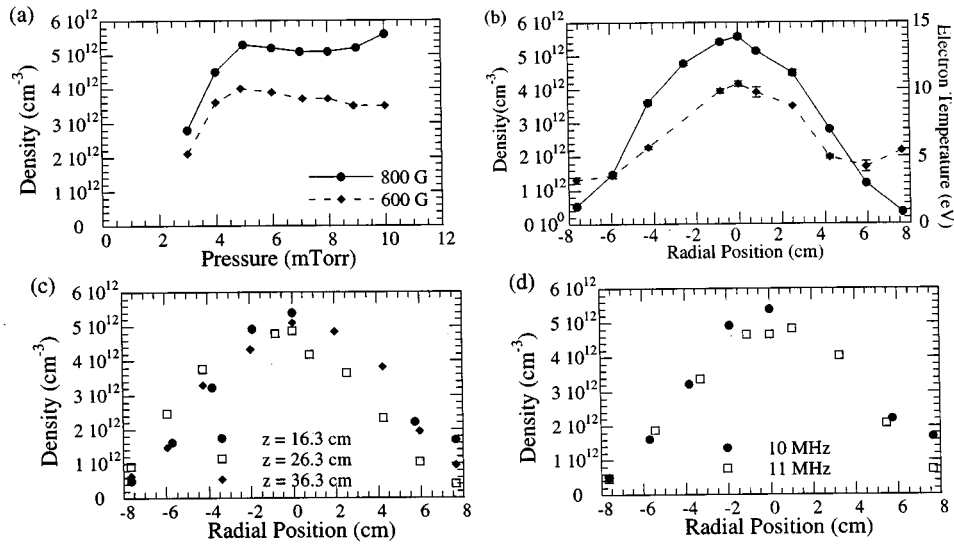 (a)
6 10^12
5 10^12
4 10^12
3 10^12
2 10^12
1 10^12
0
Density (cm^-3)
800 G
600 G
0 2 4 6 8 10 12
Pressure (mTorr)
(b)
6 10^12
5 10^12
4 10^12
3 10^12
2 10^12
1 10^12
0 10^0
Density(cm^-3)
15
10
5
0
Electron Temperature (eV)
-8 -6 -4 -2 0 2 4 6 8
Radial Position (cm)
(c)
6 10^12
5 10^12
4 10^12
3 10^12
2 10^12
1 10^12
0
Density (cm^-3)
z = 16.3 cm
z = 26.3 cm
z = 36.3 cm
-8 -6 -4 -2 0 2 4 6 8
Radial Position (cm)
(d)
6 10^12
5 10^12
4 10^12
3 10^12
2 10^12
1 10^12
0
Density (cm^-3)
10 MHz
11 MHz
-8 -6 -4 -2 0 2 4 6 8
Radial Position (cm)